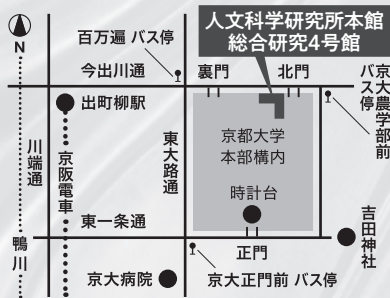 人文科学研究所本館
総合研究4号館
N
百万遍 バス停
今出川通
裏門
北門
京大農学部前
バス停
出町柳駅
川端通
京阪電車
東大路通
京都大学
本部構内
時計台
東一条通
鴨川
正門
吉田神社
京大病院
京大正門前 バス停